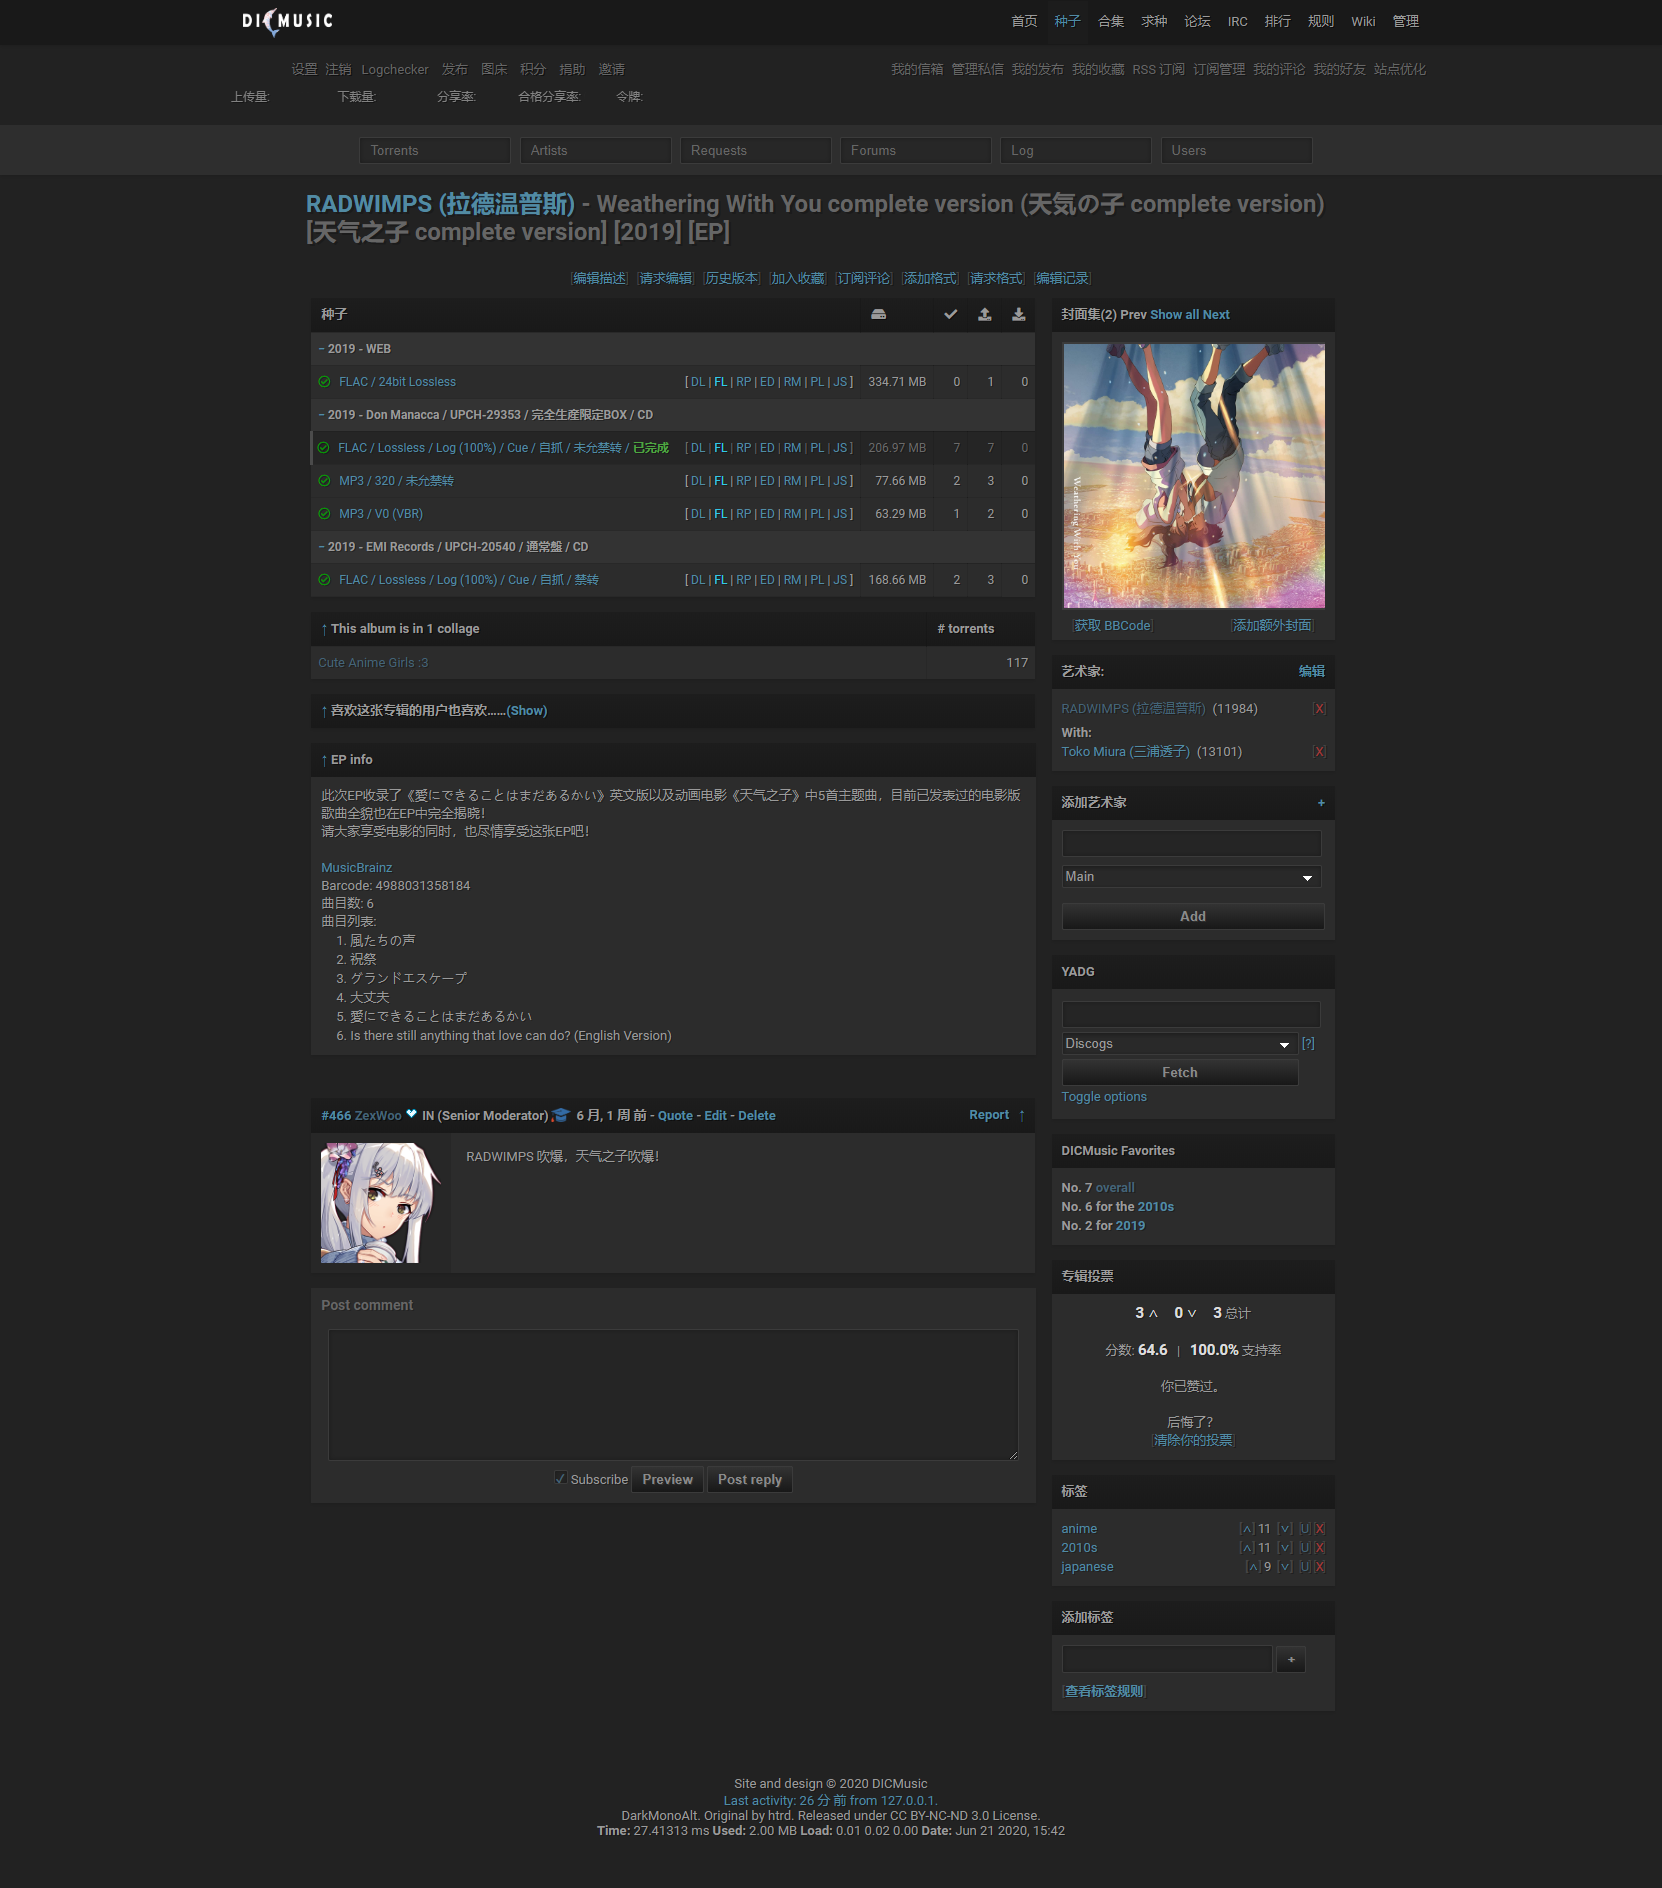 DICMUSIC
首页 种子 合集 求种 论坛 IRC 排行 规则 Wiki 管理
设置 注销 Logchecker 发布 图床 积分 捐助 邀请 我的信箱 管理私信 我的发布 我的收藏 RSS 订阅 订阅管理 我的评论 我的好友 站点优化
上传量: 下载量: 分享率: 合格分享率: 令牌:
Torrents Artists Requests Forums Log Users
RADWIMPS (拉德温普斯) - Weathering With You complete version (天気の子 complete version)
[天气之子 complete version] [2019] [EP]
[编辑描述] [请求编辑] [历史版本] [加入收藏] [订阅评论] [添加格式] [请求格式] [编辑记录]
种子
− 2019 - WEB
FLAC / 24bit Lossless [ DL | FL | RP | ED | RM | PL | JS ] 334.71 MB 0 1 0
− 2019 - Don Manacca / UPCH-29353 / 完全生産限定BOX / CD
FLAC / Lossless / Log (100%) / Cue / 自抓 / 未允禁转 / 已完成 [ DL | FL | RP | ED | RM | PL | JS ] 206.97 MB 7 7 0
MP3 / 320 / 未允禁转 [ DL | FL | RP | ED | RM | PL | JS ] 77.66 MB 2 3 0
MP3 / V0 (VBR) [ DL | FL | RP | ED | RM | PL | JS ] 63.29 MB 1 2 0
− 2019 - EMI Records / UPCH-20540 / 通常盤 / CD
FLAC / Lossless / Log (100%) / Cue / 自抓 / 禁转 [ DL | FL | RP | ED | RM | PL | JS ] 168.66 MB 2 3 0
↑ This album is in 1 collage # torrents
Cute Anime Girls :3 117
↑ 喜欢这张专辑的用户也喜欢……(Show)
↑ EP info
此次EP收录了《愛にできることはまだあるかい》英文版以及动画电影《天气之子》中5首主题曲，目前已发表过的电影版
歌曲全貌也在EP中完全揭晓！
请大家享受电影的同时，也尽情享受这张EP吧！
MusicBrainz
Barcode: 4988031358184
曲目数: 6
曲目列表:
1. 風たちの声
2. 祝祭
3. グランドエスケープ
4. 大丈夫
5. 愛にできることはまだあるかい
6. Is there still anything that love can do? (English Version)
#466 ZexWoo IN (Senior Moderator) 6 月, 1 周 前 - Quote - Edit - Delete Report ↑
RADWIMPS 吹爆，天气之子吹爆！
Post comment
Subscribe Preview Post reply
封面集(2) Prev Show all Next
Weathering With You
[获取 BBCode] [添加额外封面]
艺术家: 编辑
RADWIMPS (拉德温普斯) (11984) [X]
With:
Toko Miura (三浦透子) (13101) [X]
添加艺术家 +
Main
Add
YADG
Discogs [?]
Fetch
Toggle options
DICMusic Favorites
No. 7 overall
No. 6 for the 2010s
No. 2 for 2019
专辑投票
3 ∧ 0 ∨ 3 总计
分数: 64.6 | 100.0% 支持率
你已赞过。
后悔了?
[清除你的投票]
标签
anime [∧] 11 [∨] [U] [X]
2010s [∧] 11 [∨] [U] [X]
japanese [∧] 9 [∨] [U] [X]
添加标签
+
[查看标签规则]
Site and design © 2020 DICMusic
Last activity: 26 分 前 from 127.0.0.1.
DarkMonoAlt. Original by htrd. Released under CC BY-NC-ND 3.0 License.
Time: 27.41313 ms Used: 2.00 MB Load: 0.01 0.02 0.00 Date: Jun 21 2020, 15:42